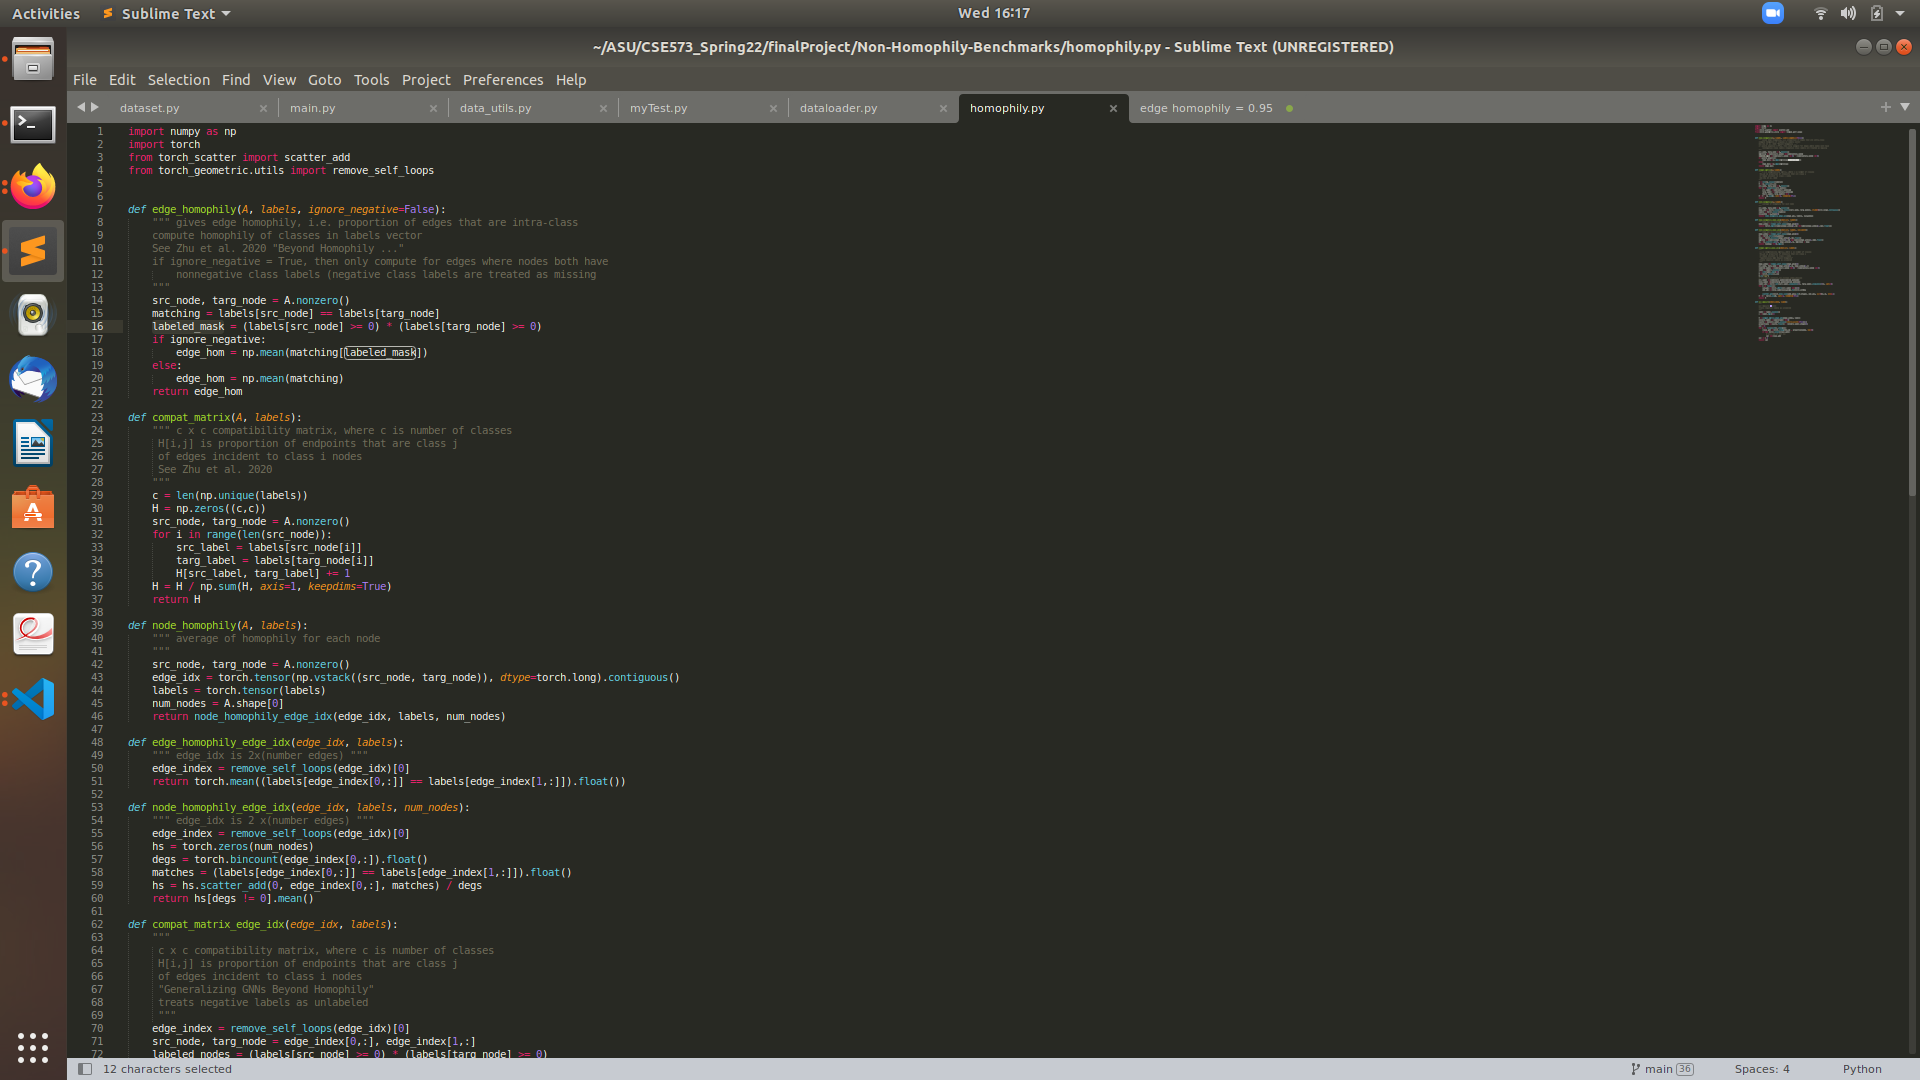 Activities Sublime Text Wed 16:17
~/ASU/CSE573_Spring22/finalProject/Non-Homophily-Benchmarks/homophily.py - Sublime Text (UNREGISTERED)
File Edit Selection Find View Goto Tools Project Preferences Help
dataset.py main.py data_utils.py myTest.py dataloader.py homophily.py edge homophily = 0.95
1 import numpy as np
2 import torch
3 from torch_scatter import scatter_add
4 from torch_geometric.utils import remove_self_loops
5
6
7 def edge_homophily(A, labels, ignore_negative=False):
8 """ gives edge homophily, i.e. proportion of edges that are intra-class
9 compute homophily of classes in labels vector
10 See Zhu et al. 2020 "Beyond Homophily ..."
11 if ignore_negative = True, then only compute for edges where nodes both have
12 nonnegative class labels (negative class labels are treated as missing
13 """
14 src_node, targ_node = A.nonzero()
15 matching = labels[src_node] == labels[targ_node]
16 labeled_mask = (labels[src_node] >= 0) * (labels[targ_node] >= 0)
17 if ignore_negative:
18 edge_hom = np.mean(matching[labeled_mask])
19 else:
20 edge_hom = np.mean(matching)
21 return edge_hom
22
23 def compat_matrix(A, labels):
24 """ c x c compatibility matrix, where c is number of classes
25 H[i,j] is proportion of endpoints that are class j
26 of edges incident to class i nodes
27 See Zhu et al. 2020
28 """
29 c = len(np.unique(labels))
30 H = np.zeros((c,c))
31 src_node, targ_node = A.nonzero()
32 for i in range(len(src_node)):
33 src_label = labels[src_node[i]]
34 targ_label = labels[targ_node[i]]
35 H[src_label, targ_label] += 1
36 H = H / np.sum(H, axis=1, keepdims=True)
37 return H
38
39 def node_homophily(A, labels):
40 """ average of homophily for each node
41 """
42 src_node, targ_node = A.nonzero()
43 edge_idx = torch.tensor(np.vstack((src_node, targ_node)), dtype=torch.long).contiguous()
44 labels = torch.tensor(labels)
45 num_nodes = A.shape[0]
46 return node_homophily_edge_idx(edge_idx, labels, num_nodes)
47
48 def edge_homophily_edge_idx(edge_idx, labels):
49 """ edge_idx is 2x(number edges) """
50 edge_index = remove_self_loops(edge_idx)[0]
51 return torch.mean((labels[edge_index[0,:]] == labels[edge_index[1,:]]).float())
52
53 def node_homophily_edge_idx(edge_idx, labels, num_nodes):
54 """ edge_idx is 2 x(number edges) """
55 edge_index = remove_self_loops(edge_idx)[0]
56 hs = torch.zeros(num_nodes)
57 degs = torch.bincount(edge_index[0,:]).float()
58 matches = (labels[edge_index[0,:]] == labels[edge_index[1,:]]).float()
59 hs = hs.scatter_add(0, edge_index[0,:], matches) / degs
60 return hs[degs != 0].mean()
61
62 def compat_matrix_edge_idx(edge_idx, labels):
63 """
64 c x c compatibility matrix, where c is number of classes
65 H[i,j] is proportion of endpoints that are class j
66 of edges incident to class i nodes
67 "Generalizing GNNs Beyond Homophily"
68 treats negative labels as unlabeled
69 """
70 edge_index = remove_self_loops(edge_idx)[0]
71 src_node, targ_node = edge_index[0,:], edge_index[1,:]
72 labeled_nodes = (labels[src_node] >= 0) * (labels[targ_node] >= 0)
12 characters selected main 36 Spaces: 4 Python